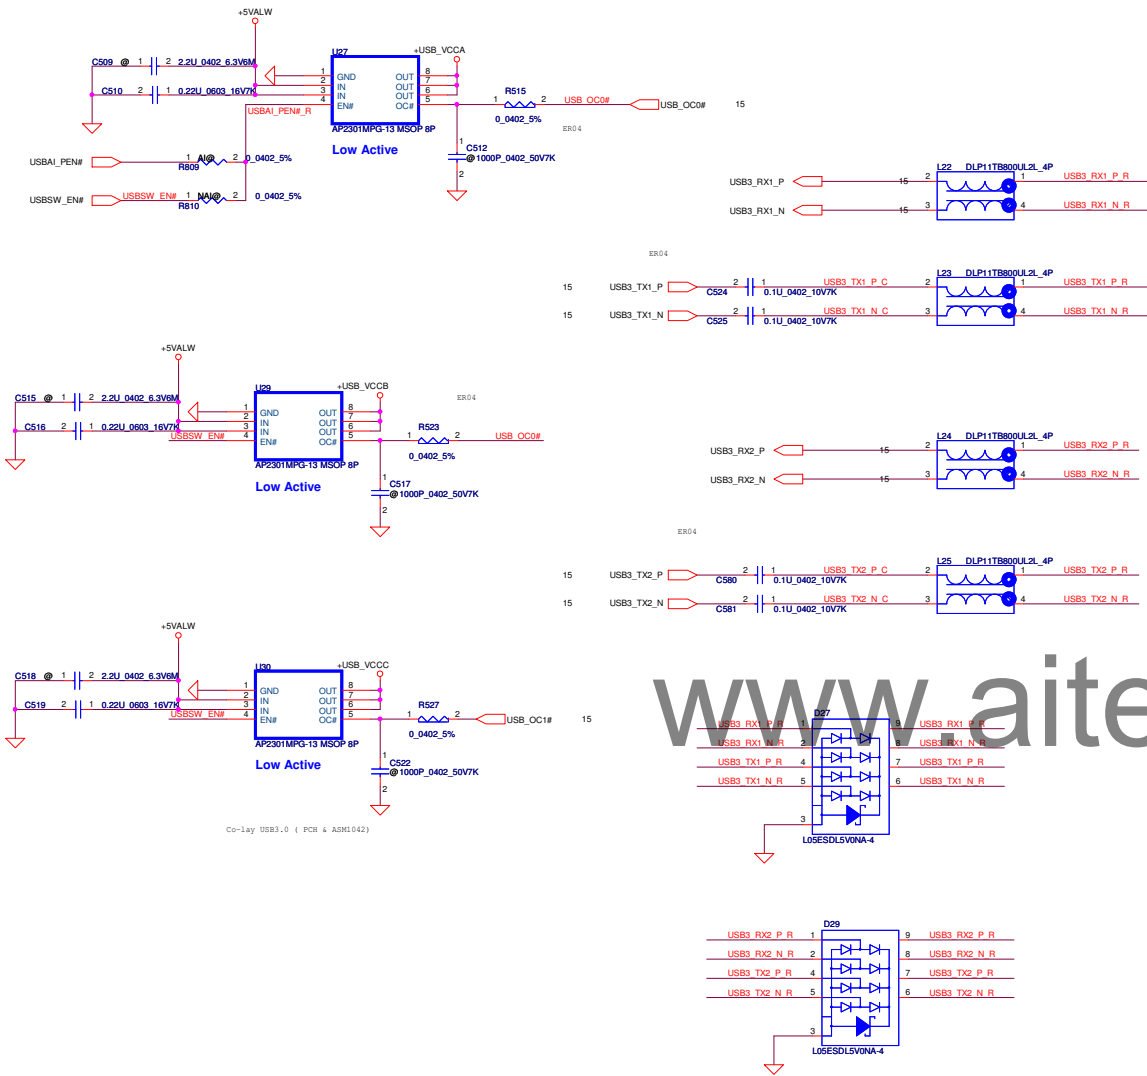 +5VALW
C509 @ 1 2 2.2U_0402_6.3V6M
C510 2 1 0.22U_0603_16V7K
U27
+USB_VCCA
1 GND OUT 8
2 IN OUT 7
3 IN OUT 6
4 EN# OC# 5
USBAI_PEN#_R
AP2301MPG-13 MSOP 8P
Low Active
R515
1 2 USB_OC0# USB_OC0# 15
0_0402_5%
ER04
1 C512
@ 1000P_0402_50V7K
2
USBAI_PEN# 1 AI@ 2 0_0402_5%
R809
USBSW_EN# USBSW_EN# 1 NAI@ 2 0_0402_5%
R810
L22 DLP11TB800UL2L_4P
USB3_RX1_P 15 2 1 USB3_RX1_P_R
USB3_RX1_N 15 3 4 USB3_RX1_N_R
ER04
L23 DLP11TB800UL2L_4P
15 USB3_TX1_P 2 1 USB3_TX1_P_C 2 1 USB3_TX1_P_R
C524 0.1U_0402_10V7K
15 USB3_TX1_N 2 1 USB3_TX1_N_C 3 4 USB3_TX1_N_R
C525 0.1U_0402_10V7K
+5VALW
C515 @ 1 2 2.2U_0402_6.3V6M
C516 2 1 0.22U_0603_16V7K
USBSW_EN#
U29
+USB_VCCB
1 GND OUT 8
2 IN OUT 7
3 IN OUT 6
4 EN# OC# 5
AP2301MPG-13 MSOP 8P
Low Active
ER04
R523
1 2 USB_OC0#
0_0402_5%
1 C517
@ 1000P_0402_50V7K
2
L24 DLP11TB800UL2L_4P
USB3_RX2_P 15 2 1 USB3_RX2_P_R
USB3_RX2_N 15 3 4 USB3_RX2_N_R
ER04
L25 DLP11TB800UL2L_4P
15 USB3_TX2_P 2 1 USB3_TX2_P_C 2 1 USB3_TX2_P_R
C580 0.1U_0402_10V7K
15 USB3_TX2_N 2 1 USB3_TX2_N_C 3 4 USB3_TX2_N_R
C581 0.1U_0402_10V7K
+5VALW
C518 @ 1 2 2.2U_0402_6.3V6M
C519 2 1 0.22U_0603_16V7K
USBSW_EN#
U30
+USB_VCCC
1 GND OUT 8
2 IN OUT 7
3 IN OUT 6
4 EN# OC# 5
AP2301MPG-13 MSOP 8P
Low Active
R527
1 2 USB_OC1# 15
0_0402_5%
1 C522
@ 1000P_0402_50V7K
2
Co-lay USB3.0 ( PCH & ASM1042)
www.aite
D27
USB3_RX1_P_R 1 9 USB3_RX1_P_R
USB3_RX1_N_R 2 8 USB3_RX1_N_R
USB3_TX1_P_R 4 7 USB3_TX1_P_R
USB3_TX1_N_R 5 6 USB3_TX1_N_R
3
L05ESDL5V0NA-4
D29
USB3_RX2_P_R 1 9 USB3_RX2_P_R
USB3_RX2_N_R 2 8 USB3_RX2_N_R
USB3_TX2_P_R 4 7 USB3_TX2_P_R
USB3_TX2_N_R 5 6 USB3_TX2_N_R
3
L05ESDL5V0NA-4